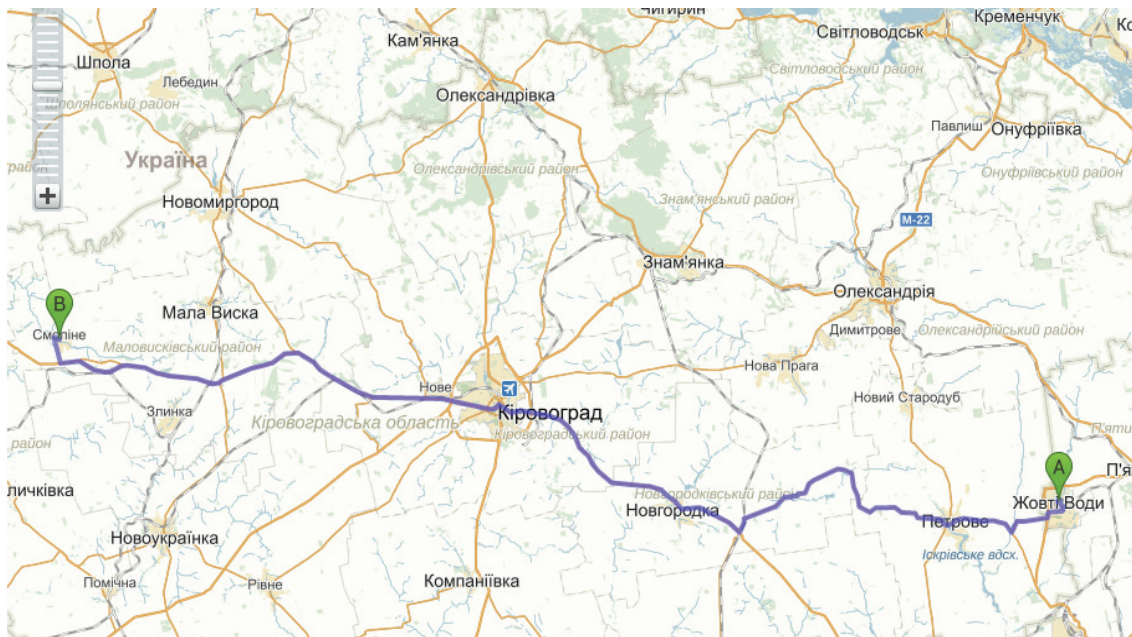 Чигирин
Кременчук
Світловодськ
Кам'янка
Шпола
Лебедин
Світловодський район
Олександрівка
Шполянський район
Павлиш
Онуфріївка
Україна
район
Олександрівський район
Онуфріївський район
Новомиргород
Знам'янський район
М-22
Знам'янка
Олександрія
B
Мала Виска
Смоліне
Димитрове
Олександрійський район
Маловисківський район
Нова Прага
Нове
Новий Стародуб
Злинка
Кіровоград
Кіровоградська область
Кіровоградський район
район
A
Новгородківський район
Жовті Води
Новгородка
Петрове
Новоукраїнка
Іскрівське вдсх.
Помічна
Рівне
Компаніївка